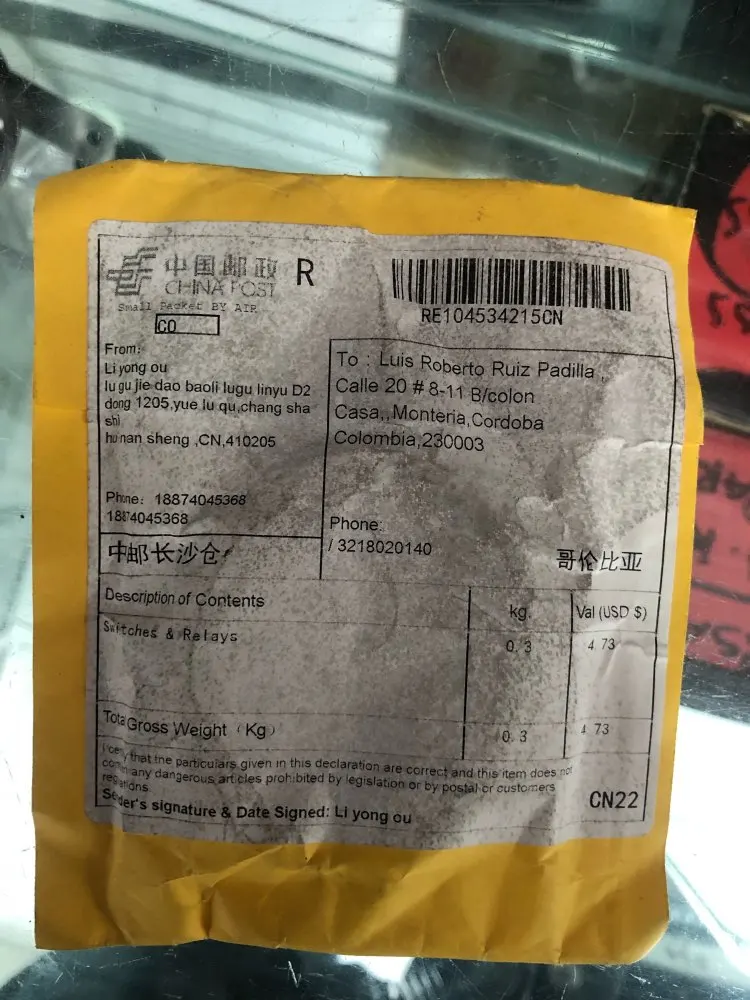 中国邮政
CHINA POST
R
Small Packet BY AIR
CO
RE104534215CN
From:
Li yong ou
lu gu jie dao baoli lugu linyu D2
dong 1205,yue lu qu,chang sha
shi
hu nan sheng ,CN,410205
Phone: 18874045368
18874045368
To : Luis Roberto Ruiz Padilla ,
Calle 20 # 8-11 B/colon
Casa,,Monteria,Cordoba
Colombia,230003
Phone:
/ 3218020140
中邮长沙仓
哥伦比亚
Description of Contents
kg.
Val (USD $)
Switches & Relays
0.3
4.73
Total Gross Weight (Kg)
0.3
4.73
I certify that the particulars given in this declaration are correct and this item does not
contain any dangerous articles prohibited by legislation or by postal or customers
regulations.
Sender's signature & Date Signed: Li yong ou
CN22